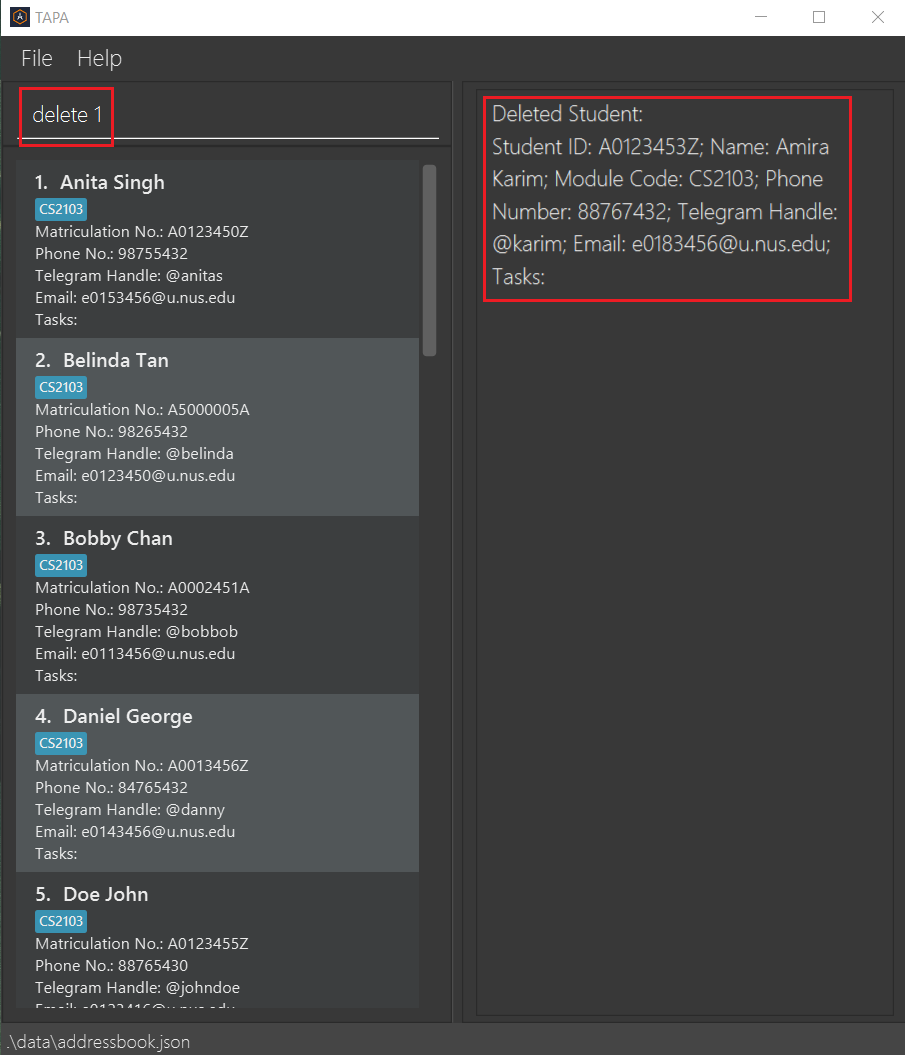 TAPA
File Help
delete 1
1. Anita Singh
CS2103
Matriculation No.: A0123450Z
Phone No.: 98755432
Telegram Handle: @anitas
Email: e0153456@u.nus.edu
Tasks:
2. Belinda Tan
CS2103
Matriculation No.: A5000005A
Phone No.: 98265432
Telegram Handle: @belinda
Email: e0123450@u.nus.edu
Tasks:
3. Bobby Chan
CS2103
Matriculation No.: A0002451A
Phone No.: 98735432
Telegram Handle: @bobbob
Email: e0113456@u.nus.edu
Tasks:
4. Daniel George
CS2103
Matriculation No.: A0013456Z
Phone No.: 84765432
Telegram Handle: @danny
Email: e0143456@u.nus.edu
Tasks:
5. Doe John
CS2103
Matriculation No.: A0123455Z
Phone No.: 88765430
Telegram Handle: @johndoe
Deleted Student:
Student ID: A0123453Z; Name: Amira
Karim; Module Code: CS2103; Phone
Number: 88767432; Telegram Handle:
@karim; Email: e0183456@u.nus.edu;
Tasks:
.\data\addressbook.json